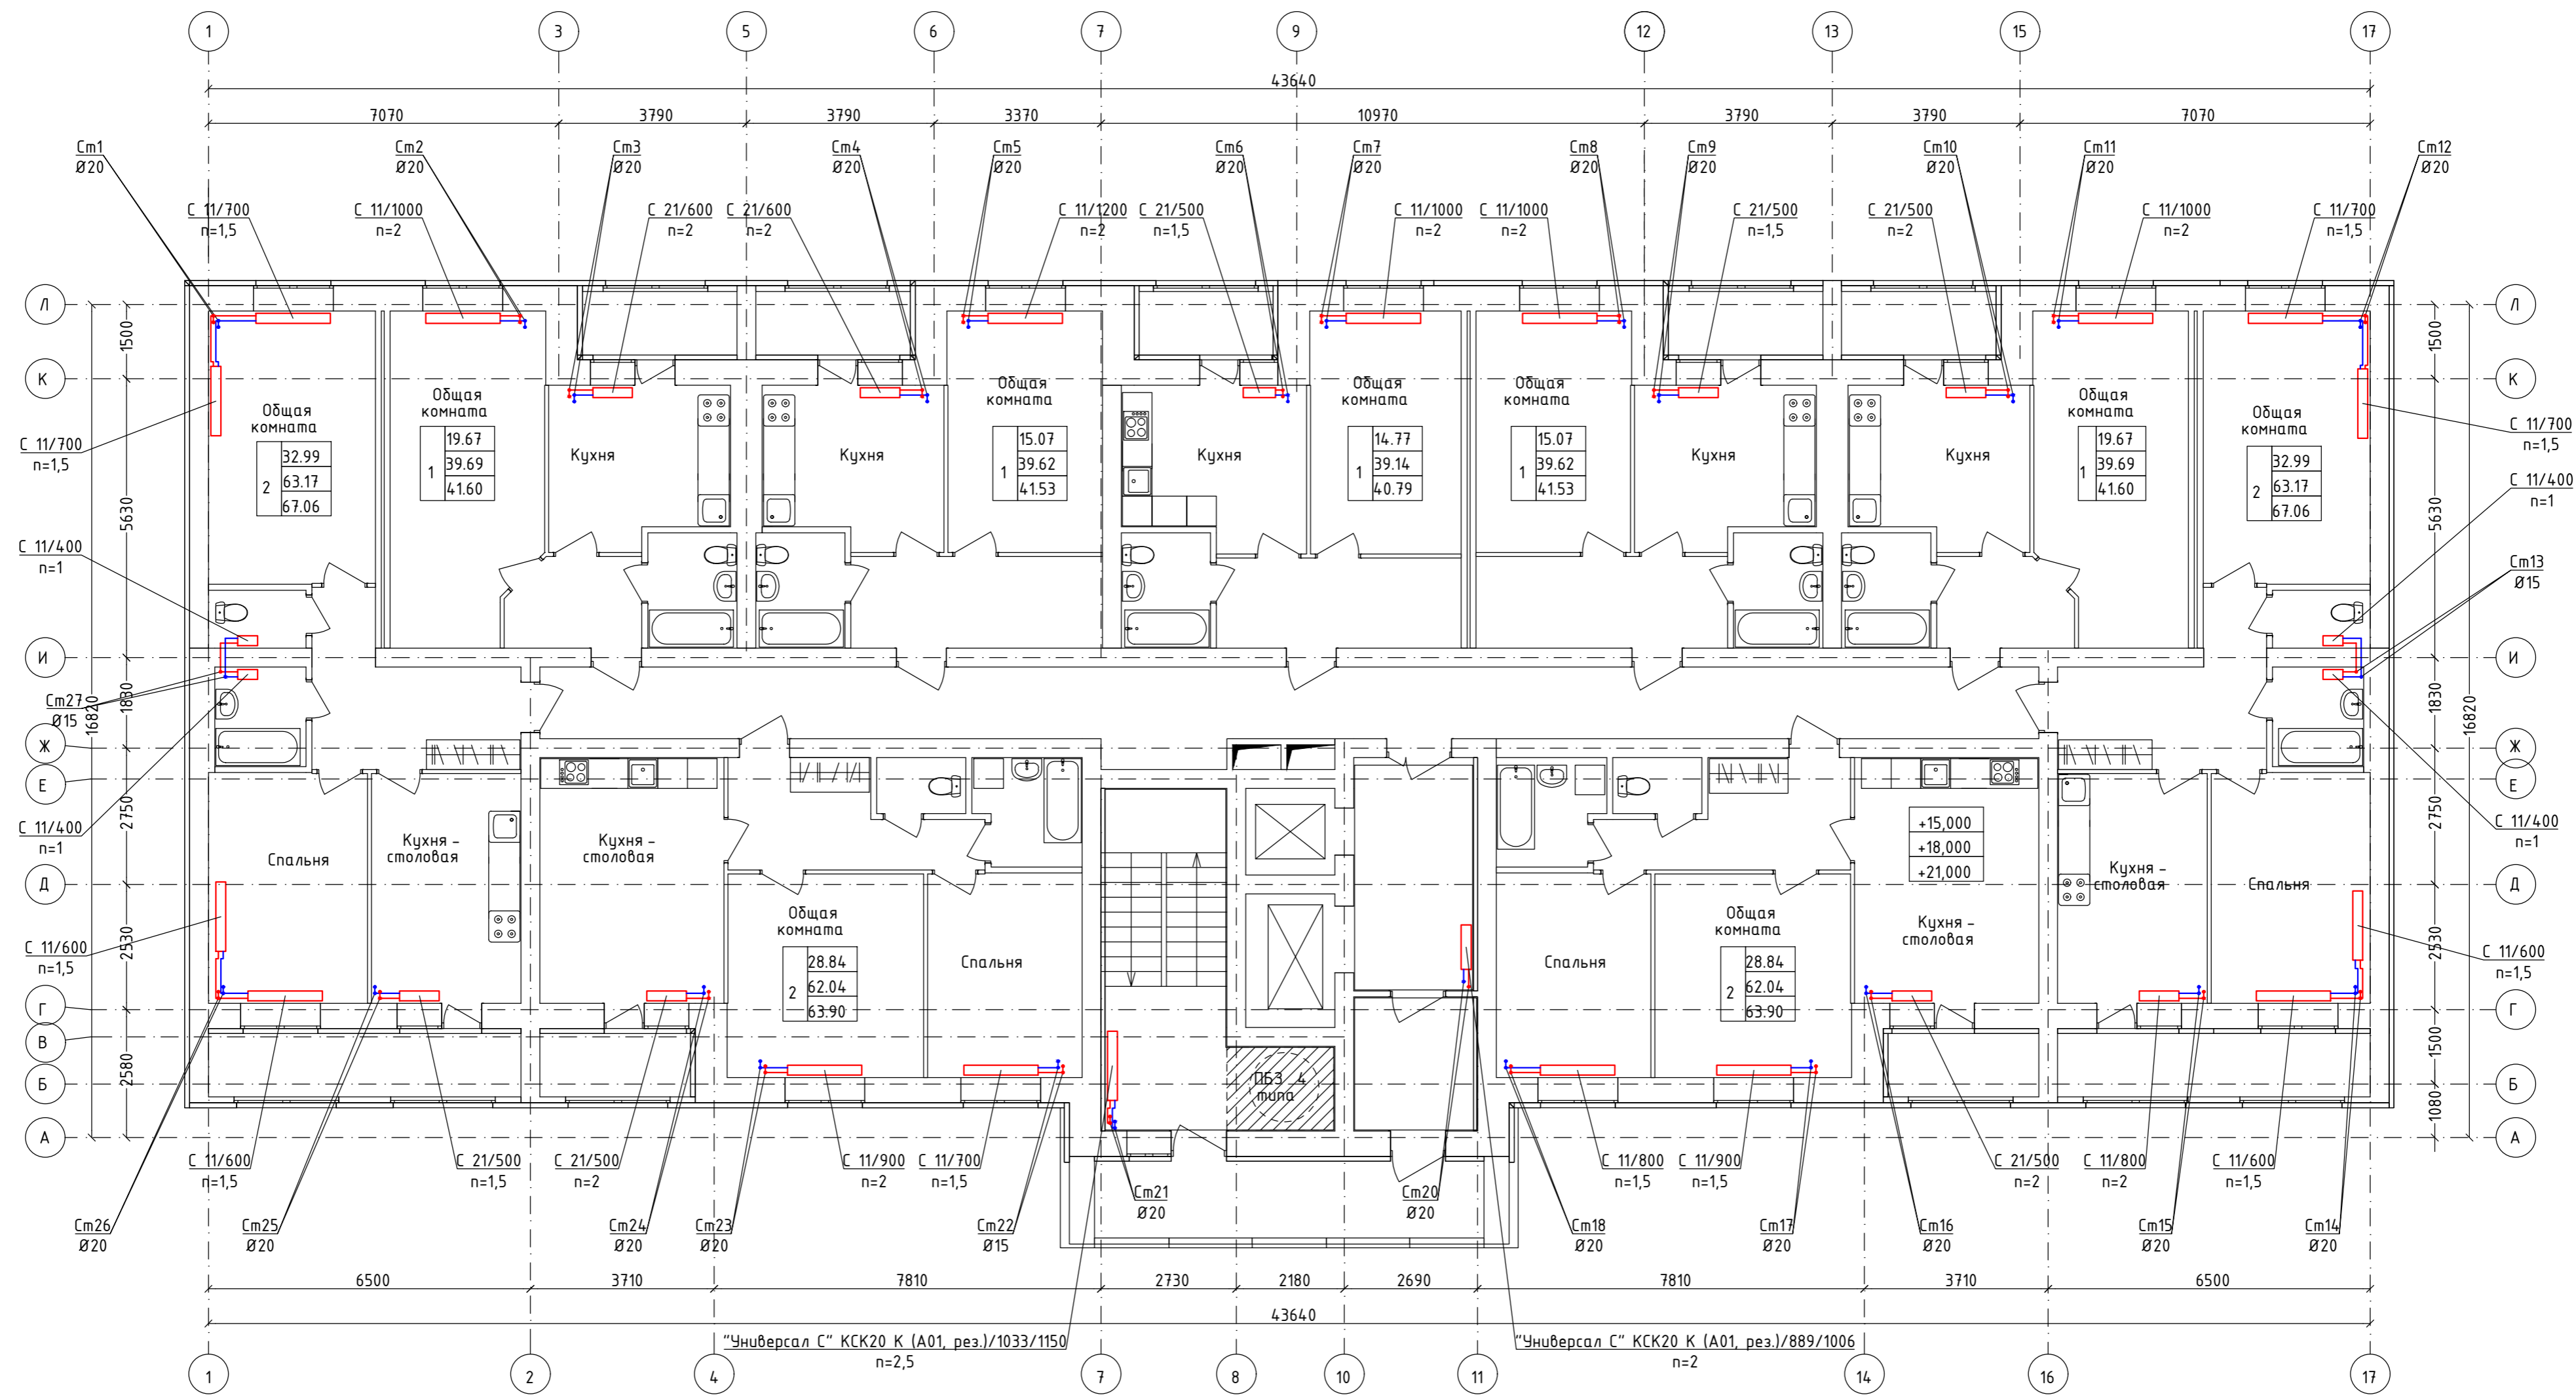 1 3 5 6 7 9 12 13 15 17
43640
7070 3790 3790 3370 10970 3790 3790 7070
Ст1 Ст2 Ст3 Ст4 Ст5 Ст6 Ст7 Ст8 Ст9 Ст10 Ст11 Ст12
Ø20 Ø20 Ø20 Ø20 Ø20 Ø20 Ø20 Ø20 Ø20 Ø20 Ø20 Ø20
С 11/700 С 11/1000 С 21/600 С 21/600 С 11/1200 С 21/500 С 11/1000 С 11/1000 С 21/500 С 21/500 С 11/1000 С 11/700
n=1,5 n=2 n=2 n=2 n=2 n=1,5 n=2 n=2 n=1,5 n=2 n=2 n=1,5
Л Л
1500 1500
К К
Общая
комната
2
32.99
63.17
67.06
Общая
комната
1
19.67
39.69
41.60
Кухня
Кухня
Общая
комната
1
15.07
39.62
41.53
Кухня
Общая
комната
1
14.77
39.14
40.79
Общая
комната
1
15.07
39.62
41.53
Кухня
Кухня
Общая
комната
1
19.67
39.69
41.60
Общая
комната
2
32.99
63.17
67.06
С 11/700
n=1,5
С 11/700
n=1,5
5630 5630
С 11/400
n=1
С 11/400
n=1
Ст13
Ø15
И И
Ст27
Ø15
16820 1830 1830 16820
Ж Ж
Е Е
2750 2750
С 11/400
n=1
С 11/400
n=1
Спальня
Кухня –
столовая
Кухня –
столовая
+15,000
+18,000
+21,000
Кухня –
столовая
Спальня
Д Д
Общая
комната
2
28.84
62.04
63.90
Спальня
Спальня
Общая
комната
2
28.84
62.04
63.90
Кухня –
столовая
С 11/600
n=1,5
С 11/600
n=1,5
2530 2530
Г Г
В
2580 1500
Б Б
ПБЗ 4
типа
1080
А А
С 11/600 С 21/500 С 21/500 С 11/900 С 11/700 С 11/800 С 11/900 С 21/500 С 11/800 С 11/600
n=1,5 n=1,5 n=2 n=2 n=1,5 n=1,5 n=1,5 n=2 n=2 n=1,5
Ст21 Ст20
Ø20 Ø20
Ст26 Ст25 Ст24 Ст23 Ст22 Ст18 Ст17 Ст16 Ст15 Ст14
Ø20 Ø20 Ø20 Ø20 Ø15 Ø20 Ø20 Ø20 Ø20 Ø20
6500 3710 7810 2730 2180 2690 7810 3710 6500
43640
"Универсал С" КСК20 К (А01, рез.)/1033/1150 "Универсал С" КСК20 К (А01, рез.)/889/1006
n=2,5 n=2
1 2 4 7 8 10 11 14 16 17